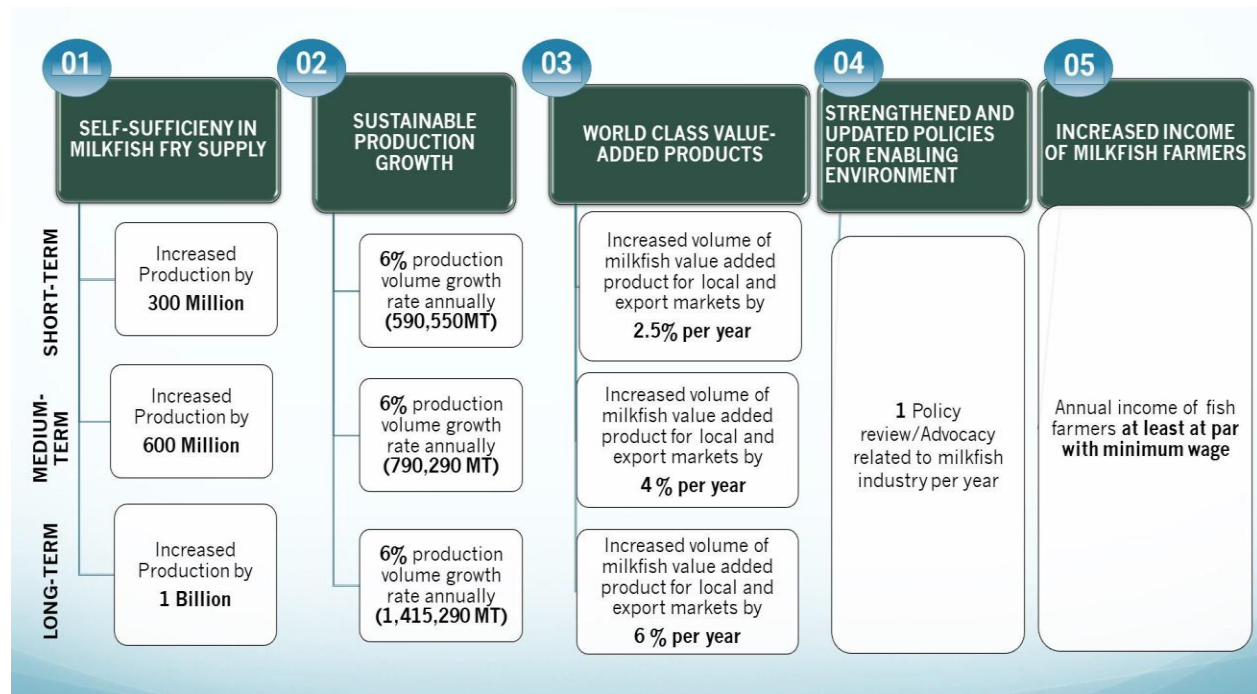 01
SELF-SUFFICIENY IN
MILKFISH FRY SUPPLY
02
SUSTAINABLE
PRODUCTION
GROWTH
03
WORLD CLASS VALUE-
ADDED PRODUCTS
04
STRENGTHENED AND
UPDATED POLICIES
FOR ENABLING
ENVIRONMENT
05
INCREASED INCOME
OF MILKFISH FARMERS
SHORT-TERM
Increased
Production by
300 Million
6% production
volume growth
rate annually
(590,550MT)
Increased volume of
milkfish value added
product for local and
export markets by
2.5% per year
MEDIUM-
TERM
Increased
Production by
600 Million
6% production
volume growth
rate annually
(790,290 MT)
Increased volume of
milkfish value added
product for local and
export markets by
4 % per year
LONG-TERM
Increased
Production by
1 Billion
6% production
volume growth
rate annually
(1,415,290 MT)
Increased volume of
milkfish value added
product for local and
export markets by
6 % per year
1 Policy
review/Advocacy
related to milkfish
industry per year
Annual income of fish
farmers at least at par
with minimum wage